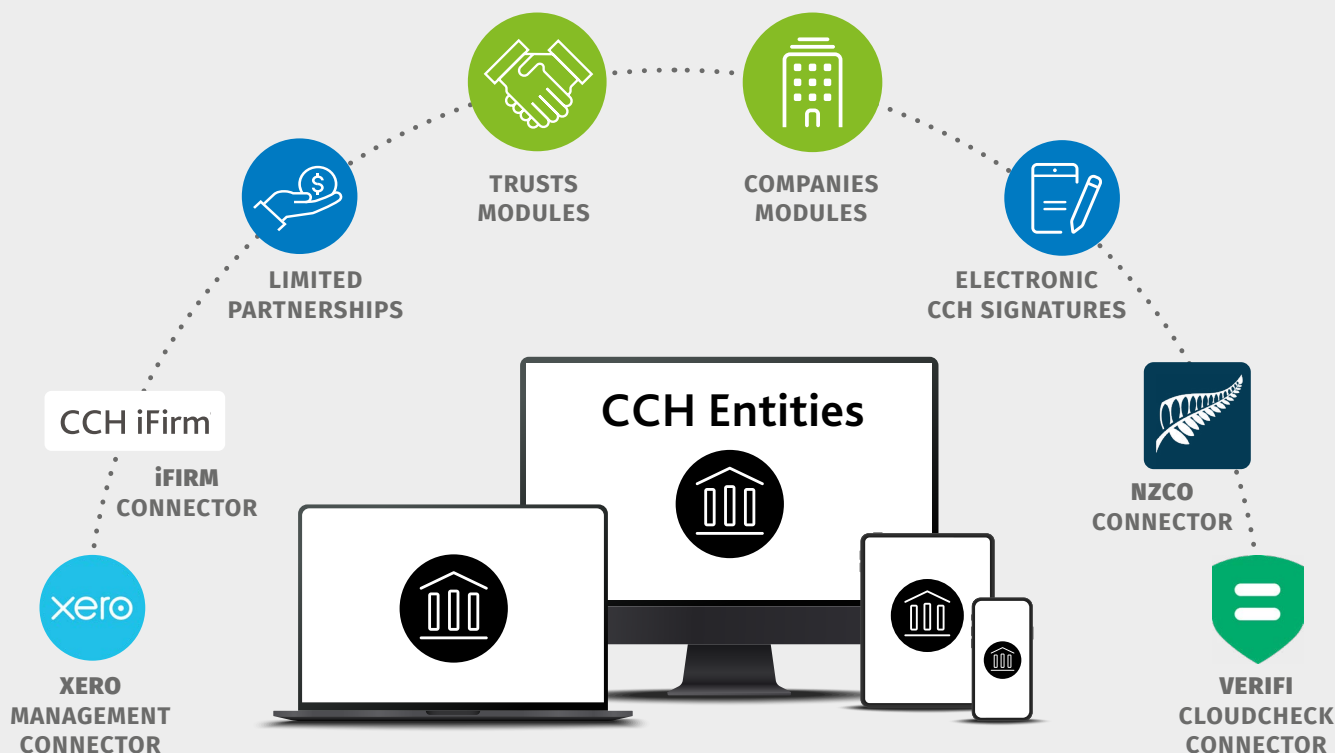 TRUSTS
MODULES
COMPANIES
MODULES
$
LIMITED
PARTNERSHIPS
ELECTRONIC
CCH SIGNATURES
CCH iFirm
iFIRM
CONNECTOR
CCH Entities
NZCO
CONNECTOR
xero
XERO
MANAGEMENT
CONNECTOR
VERIFI
CLOUDCHECK
CONNECTOR